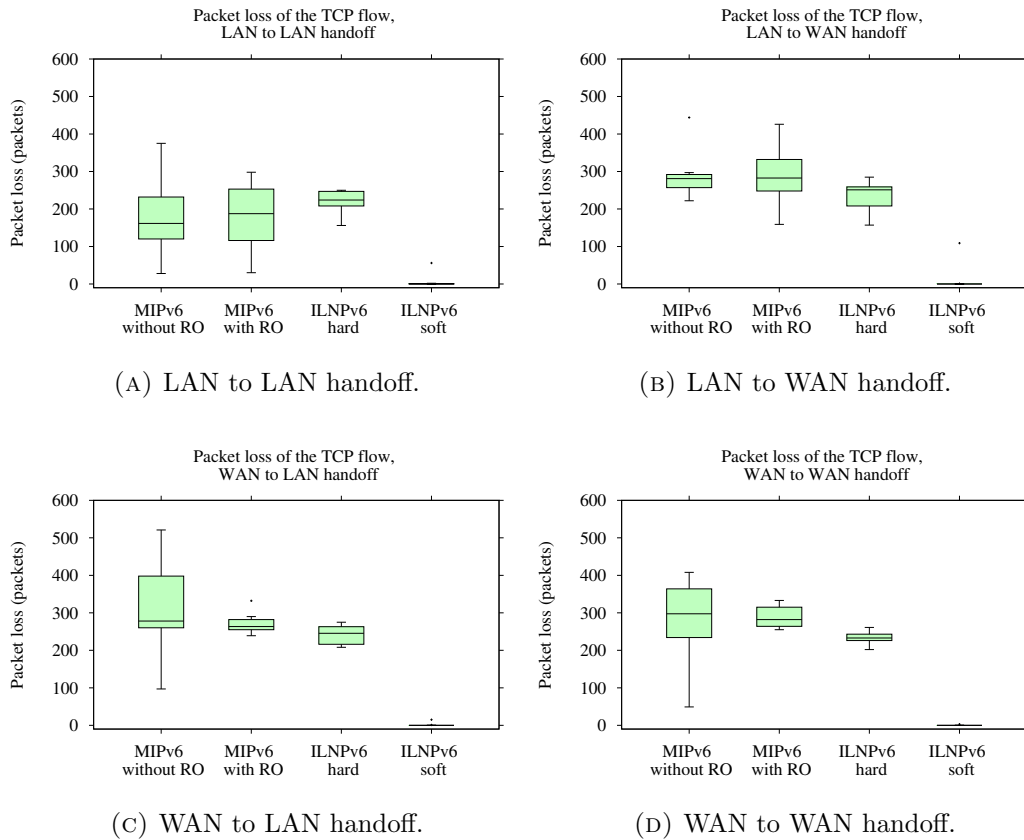 Packet loss of the TCP flow,
LAN to LAN handoff
Packet loss (packets)
600
500
400
300
200
100
0
MIPv6
without RO
MIPv6
with RO
ILNPv6
hard
ILNPv6
soft
(A) LAN to LAN handoff.
Packet loss of the TCP flow,
LAN to WAN handoff
Packet loss (packets)
600
500
400
300
200
100
0
MIPv6
without RO
MIPv6
with RO
ILNPv6
hard
ILNPv6
soft
(B) LAN to WAN handoff.
Packet loss of the TCP flow,
WAN to LAN handoff
Packet loss (packets)
600
500
400
300
200
100
0
MIPv6
without RO
MIPv6
with RO
ILNPv6
hard
ILNPv6
soft
(C) WAN to LAN handoff.
Packet loss of the TCP flow,
WAN to WAN handoff
Packet loss (packets)
600
500
400
300
200
100
0
MIPv6
without RO
MIPv6
with RO
ILNPv6
hard
ILNPv6
soft
(D) WAN to WAN handoff.